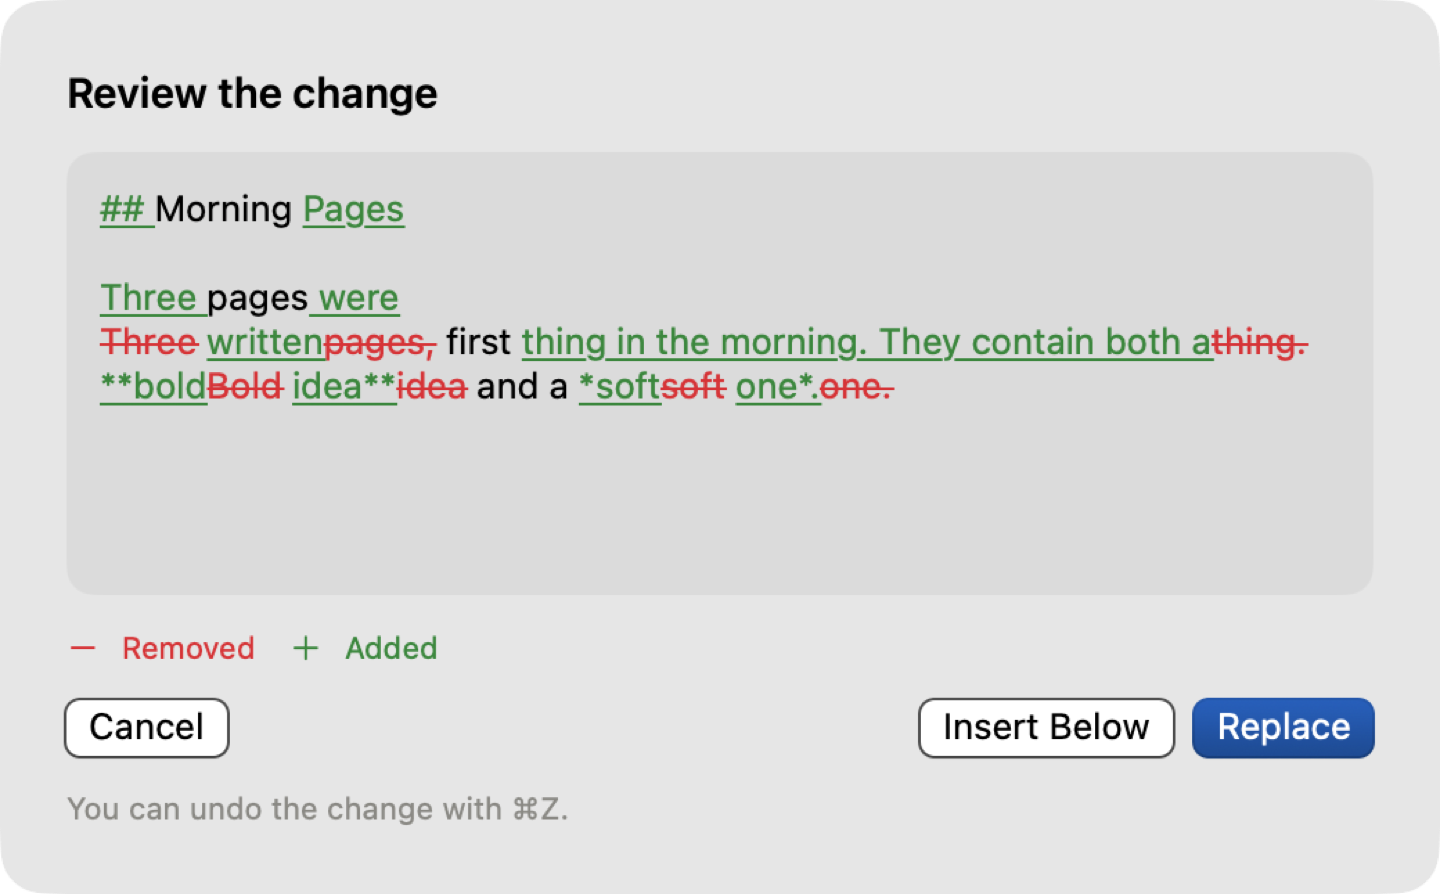 Review the change
## Morning Pages
Three pages were
Three writtenpages, first thing in the morning. They contain both athing.
**boldBold idea**idea and a *softsoft one*.one.
− Removed + Added
Cancel
Insert Below
Replace
You can undo the change with ⌘Z.